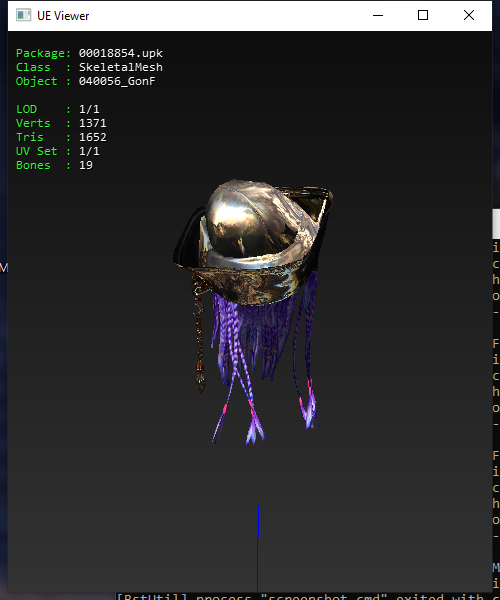 UE Viewer
Package: 00018854.upk
Class  : SkeletalMesh
Object : 040056_GonF
LOD    : 1/1
Verts  : 1371
Tris   : 1652
UV Set : 1/1
Bones  : 19
M
i
c
h
o
-
F
i
c
h
o
-
F
i
c
h
o
-
M
i
[BstUtil] process "screenshot.cmd" exited with c